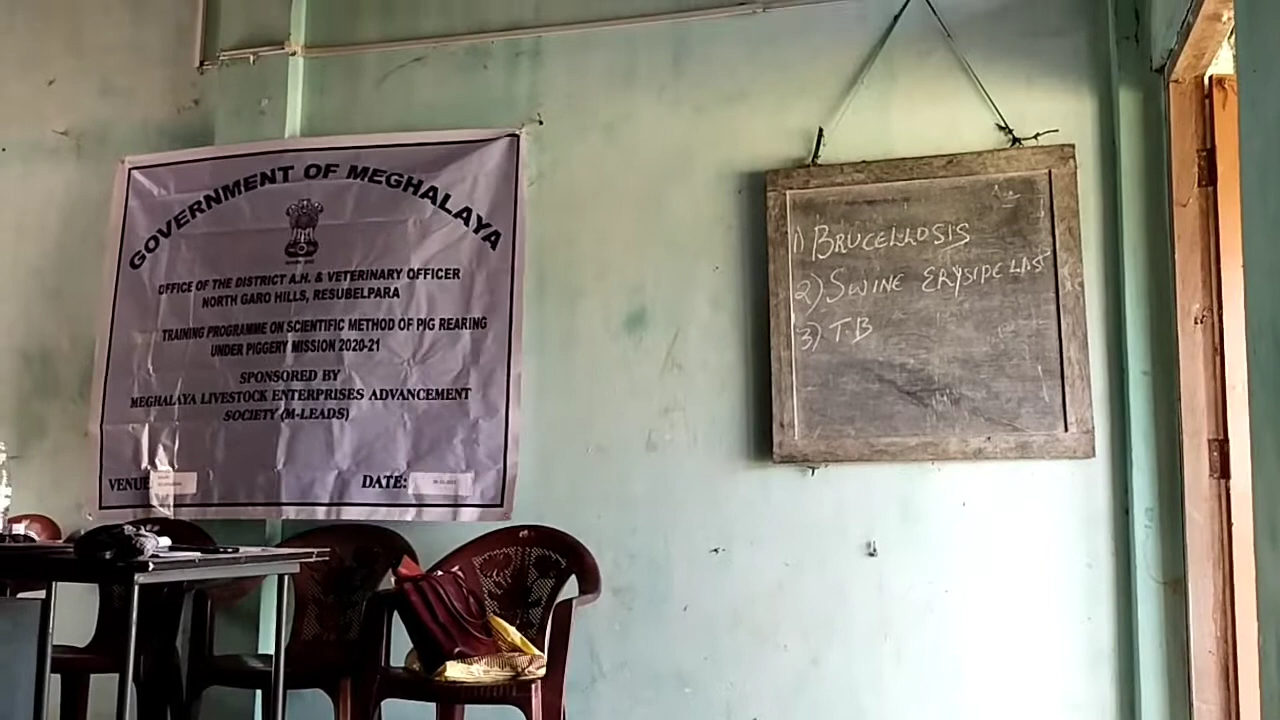 GOVERNMENT OF MEGHALAYA
OFFICE OF THE DISTRICT A.H. & VETERINARY OFFICER
NORTH GARO HILLS, RESUBELPARA
TRAINING PROGRAMME ON SCIENTIFIC METHOD OF PIG REARING
UNDER PIGGERY MISSION 2020-21
SPONSORED BY
MEGHALAYA LIVESTOCK ENTERPRISES ADVANCEMENT
SOCIETY (M-LEADS)
VENUE
DATE:
1) BRUCELLOSIS
2) SWINE ERYSIPELAS
3) T.B